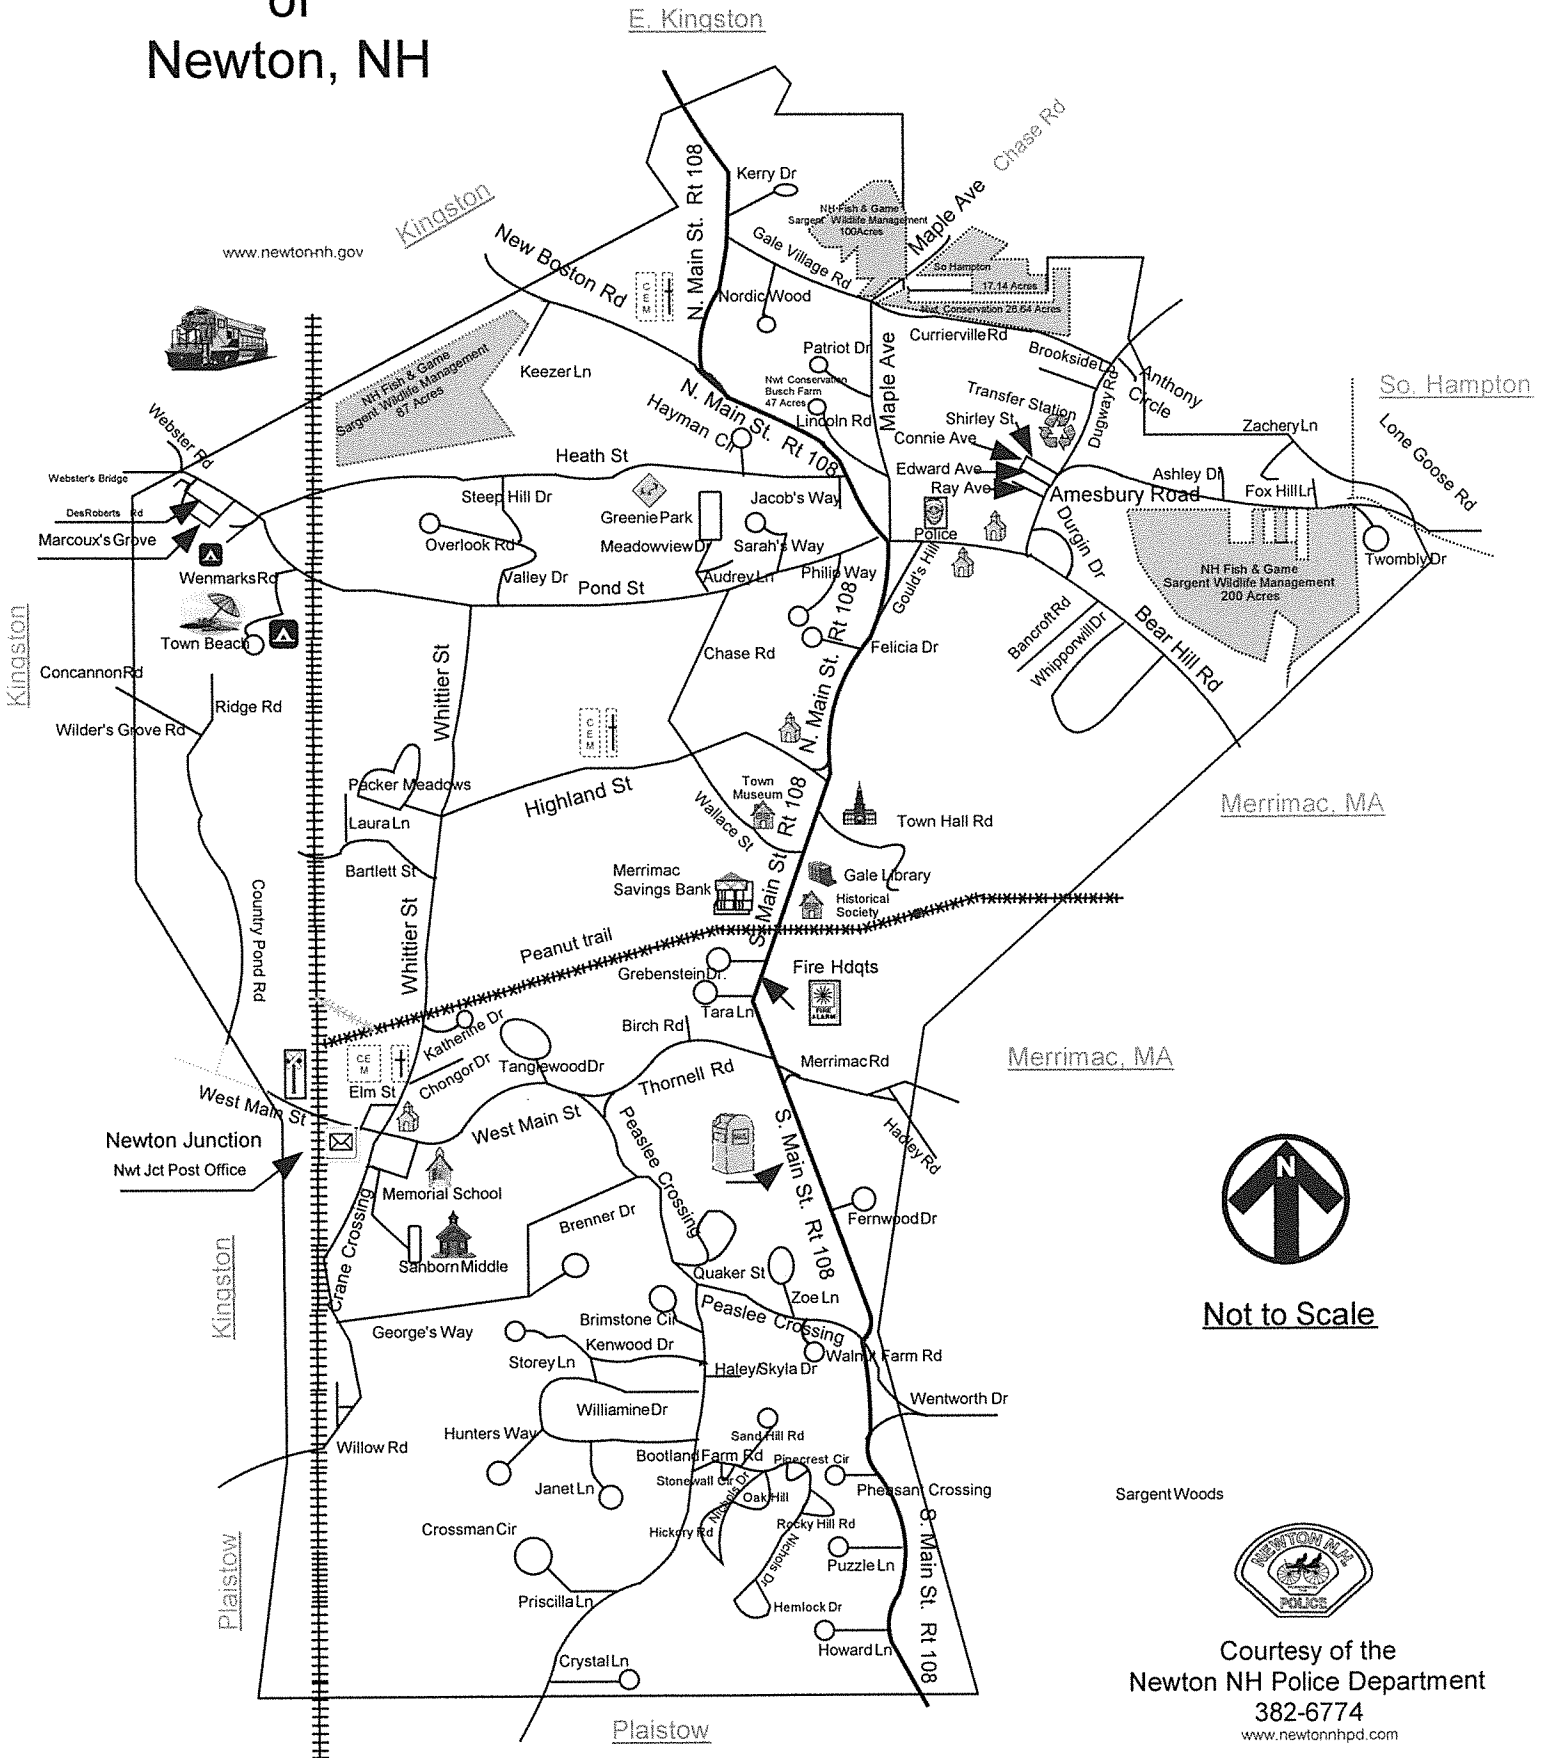 of
Newton, NH
E. Kingston
Kingston
www.newton-nh.gov
New Boston Rd
N. Main St. Rt 108
Kerry Dr
Chase Rd
Maple Ave
NH Fish & Game
Sargent Wildlife Management
100Acres
Gale Village Rd
So Hampton
17.14 Acres
Nwt. Conservation 28.64 Acres
CEM
Nordic Wood
Currierville Rd
Patriot Dr
Maple Ave
Brookside Ln
Anthony
Circle
Keezer Ln
NH Fish & Game
Sargent Wildlife Management
87 Acres
Nwt Conservation
Busch Farm
47 Acres
Lincoln Rd
N. Main St. Rt 108
Hayman Cir
Transfer Station
Shirley St
Dugway Rd
Connie Ave
Edward Ave
Ray Ave
So. Hampton
Lone Goose Rd
Zachery Ln
Webster Rd
Webster's Bridge
DesRoberts Rd
Marcoux's Grove
Heath St
Steep Hill Dr
Greenie Park
Jacob's Way
Ashley Dr
Fox Hill Ln
Amesbury Road
Overlook Rd
Meadowview Dr
Sarah's Way
Police
Durgin Dr
Twombly Dr
Wenmarks Rd
Valley Dr
Pond St
Audrey Ln
Philip Way
Gould's Hill
NH Fish & Game
Sargent Wildlife Management
200 Acres
Town Beach
Kingston
Concannon Rd
Ridge Rd
Wilder's Grove Rd
Whittier St
Chase Rd
N. Main St. Rt 108
Felicia Dr
Bancroft Rd
Whipporwill Dr
Bear Hill Rd
CEM
Packer Meadows
Highland St
Laura Ln
Bartlett St
Town
Museum
Wallace St
S. Main St Rt 108
Town Hall Rd
Merrimac, MA
Merrimac
Savings Bank
Gale Library
Historical
Society
Country Pond Rd
Whittier St
Peanut trail
Grebenstein Dr.
Fire Hdqts
FIRE
ALARM
Tara Ln
Birch Rd
Katherine Dr
Chongor Dr
Tanglewood Dr
CEM
Elm St
Thornell Rd
Merrimac Rd
Merrimac, MA
West Main St
West Main St
Newton Junction
Nwt Jct Post Office
Peaslee Crossing
Hadley Rd
S. Main St. Rt 108
N
Memorial School
Crane Crossing
Sanborn Middle
Brenner Dr
Fernwood Dr
Kingston
Quaker St
Zoe Ln
George's Way
Brimstone Cir
Peaslee Crossing
Not to Scale
Kenwood Dr
Storey Ln
Haley/Skyla Dr
Walnut Farm Rd
Williamine Dr
Wentworth Dr
Hunters Way
Willow Rd
Sand Hill Rd
Bootland Farm Rd
Pinecrest Cir
Stonewall Cir
Janet Ln
Nichols Dr
Oak Hill
Pheasant Crossing
Sargent Woods
Crossman Cir
Hickory Rd
Rocky Hill Rd
Nichols Dr
Puzzle Ln
S. Main St. Rt 108
Plaistow
Priscilla Ln
Hemlock Dr
Howard Ln
Crystal Ln
Plaistow
NEWTON N.H.
POLICE
Courtesy of the
Newton NH Police Department
382-6774
www.newtonnhpd.com